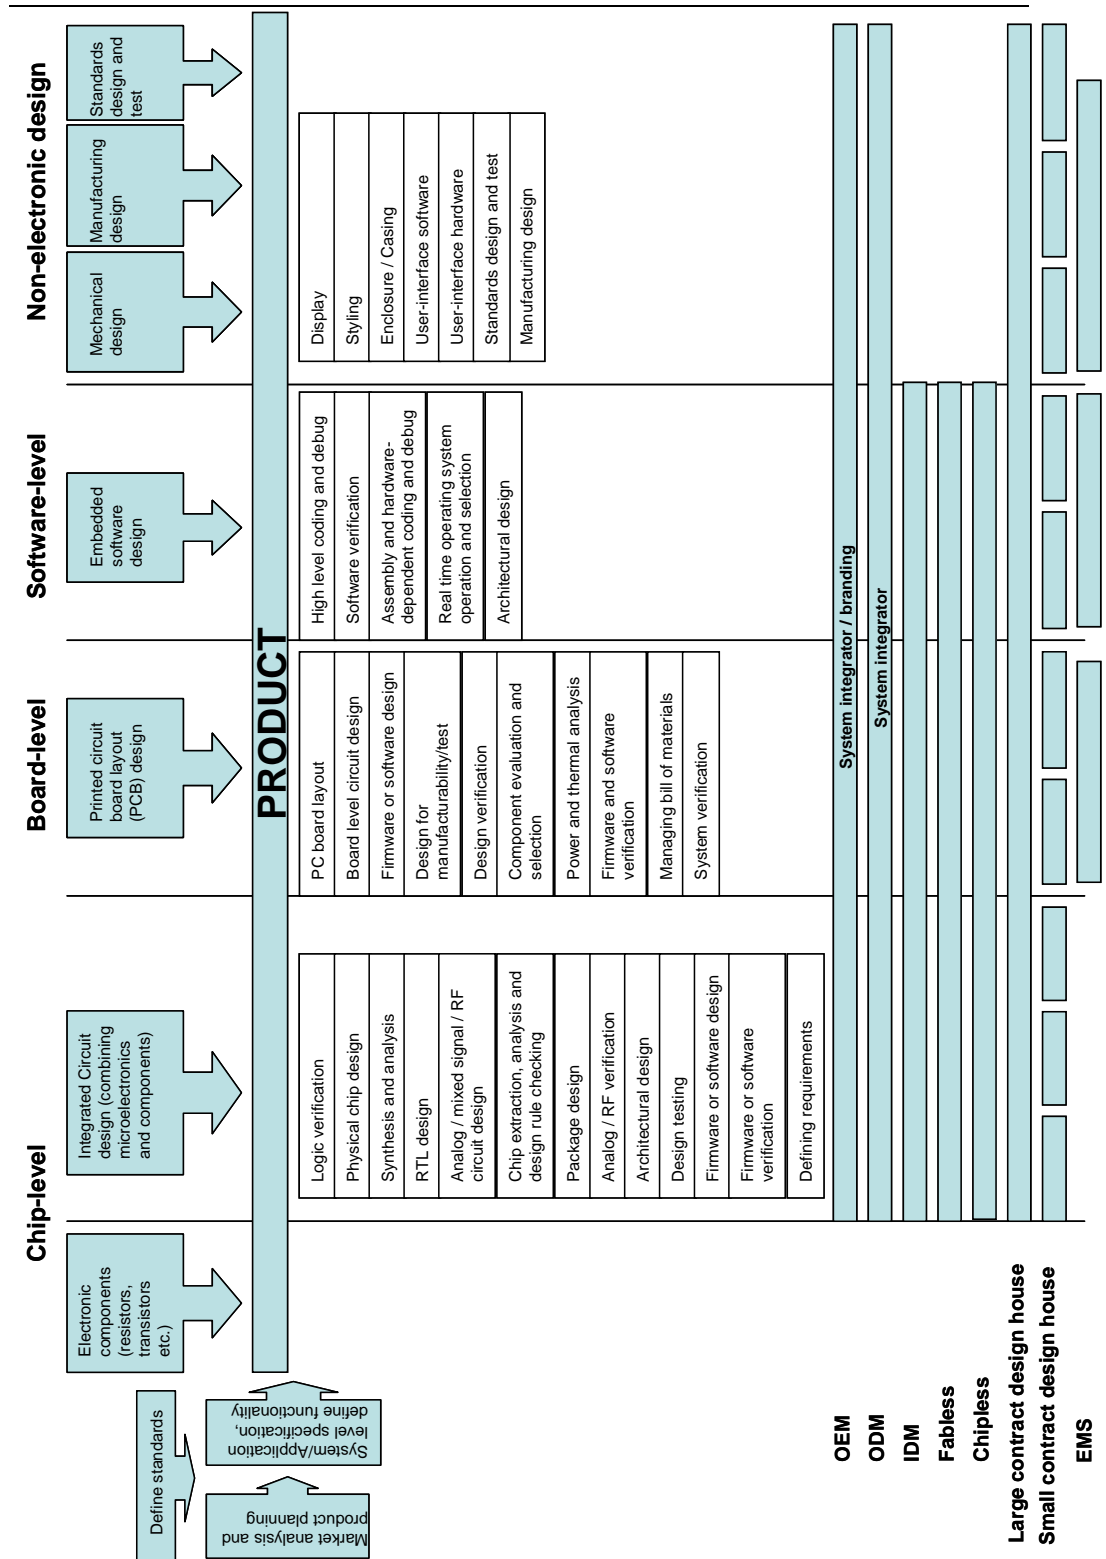 Chip-level
Board-level
Software-level
Non-electronic design
Define standards
Market analysis and
product planning
System/Application
level specification,
define functionality
Electronic
components
(resistors,
transistors
etc.)
Integrated Circuit
design (combining
microelectronics
and components)
Printed circuit
board layout
(PCB) design
Embedded
software
design
Mechanical
design
Manufacturing
design
Standards
design and
test
PRODUCT
Logic verification
Physical chip design
Synthesis and analysis
RTL design
Analog / mixed signal / RF
circuit design
Chip extraction, analysis and
design rule checking
Package design
Analog / RF verification
Architectural design
Design testing
Firmware or software design
Firmware or software
verification
Defining requirements
PC board layout
Board level circuit design
Firmware or software design
Design for
manufacturability/test
Design verification
Component evaluation and
selection
Power and thermal analysis
Firmware and software
verification
Managing bill of materials
System verification
High level coding and debug
Software verification
Assembly and hardware-
dependent coding and debug
Real time operating system
operation and selection
Architectural design
Display
Styling
Enclosure / Casing
User-interface software
User-interface hardware
Standards design and test
Manufacturing design
OEM
System integrator / branding
ODM
System integrator
IDM
Fabless
Chipless
Large contract design house
Small contract design house
EMS